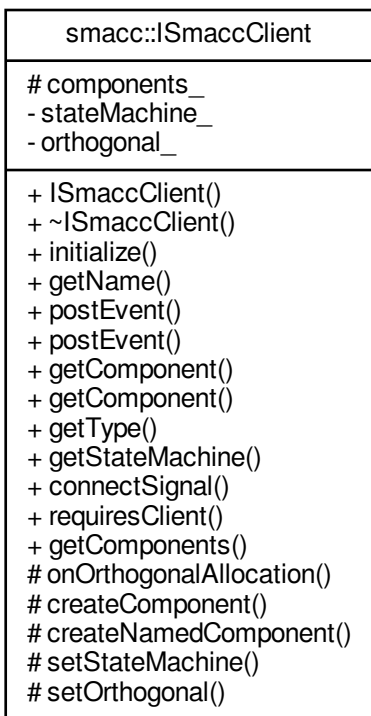 smacc::ISmaccClient
# components_
- stateMachine_
- orthogonal_
+ ISmaccClient()
+ ~ISmaccClient()
+ initialize()
+ getName()
+ postEvent()
+ postEvent()
+ getComponent()
+ getComponent()
+ getType()
+ getStateMachine()
+ connectSignal()
+ requiresClient()
+ getComponents()
# onOrthogonalAllocation()
# createComponent()
# createNamedComponent()
# setStateMachine()
# setOrthogonal()